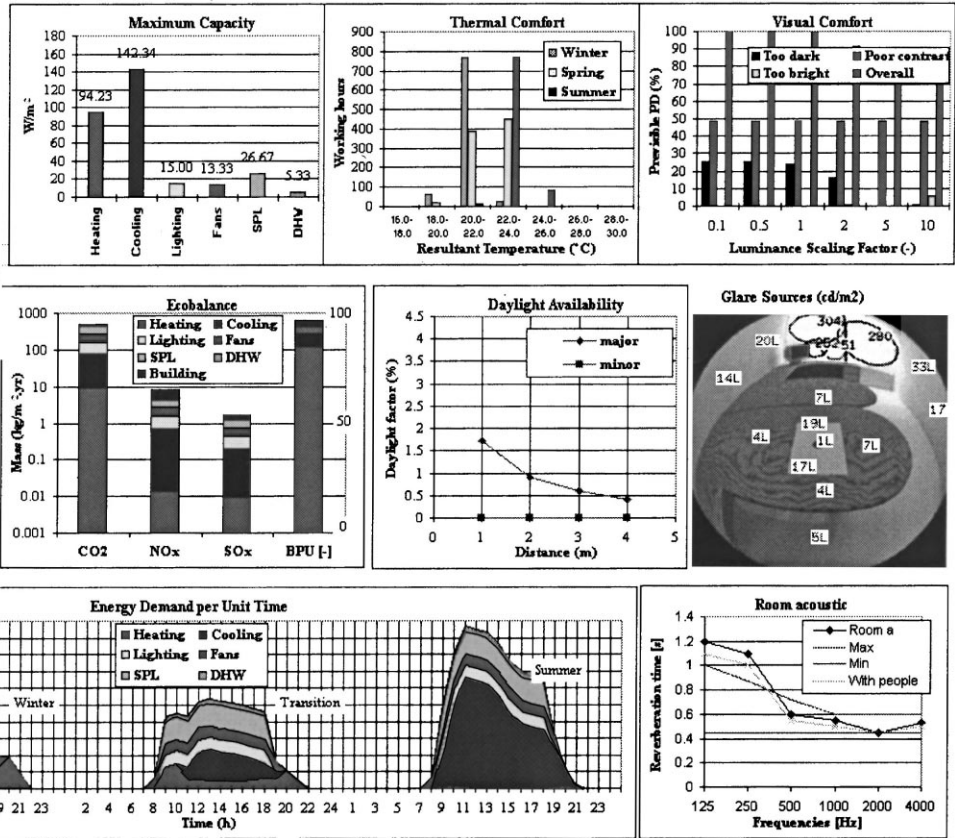 Maximum Capacity
W/m²
180
160
140
120
100
80
60
40
20
0
94.23
142.34
15.00
13.33
26.67
5.33
Heating
Cooling
Lighting
Fans
SPL
DHW
Thermal Comfort
Working hours
900
800
700
600
500
400
300
200
100
0
Winter
Spring
Summer
16.0- 18.0- 20.0- 22.0- 24.0- 26.0- 28.0-
18.0 20.0 22.0 24.0 26.0 28.0 30.0
Resultant Temperature (°C)
Visual Comfort
Previsible PD (%)
100
90
80
70
60
50
40
30
20
10
0
Too dark
Poor contrast
Too bright
Overall
0.1 0.5 1 2 5 10
Luminance Scaling Factor (-)
Ecobalance
Mass (kg/m²,yr)
1000
100
10
1
0.1
0.01
0.001
100
50
0
Heating
Cooling
Lighting
Fans
SPL
DHW
Building
CO2 NOx SOx BPU [-]
Daylight Availability
Daylight factor (%)
4.5
4
3.5
3
2.5
2
1.5
1
0.5
0
major
minor
0 1 2 3 4 5
Distance (m)
Glare Sources (cd/m2)
304
280
51
20L
33L
14L
17
7L
19L
4L
1L
7L
17L
4L
5L
Energy Demand per Unit Time
Heating
Cooling
Lighting
Fans
SPL
DHW
Winter
Transition
Summer
9 21 23 2 4 6 8 10 12 14 16 18 20 22 24 1 3 5 7 9 11 13 15 17 19 21 23
Time (h)
Room acoustic
Reverberation time [s]
1.4
1.2
1
0.8
0.6
0.4
0.2
0
Room a
Max
Min
With people
125 250 500 1000 2000 4000
Frequencies [Hz]